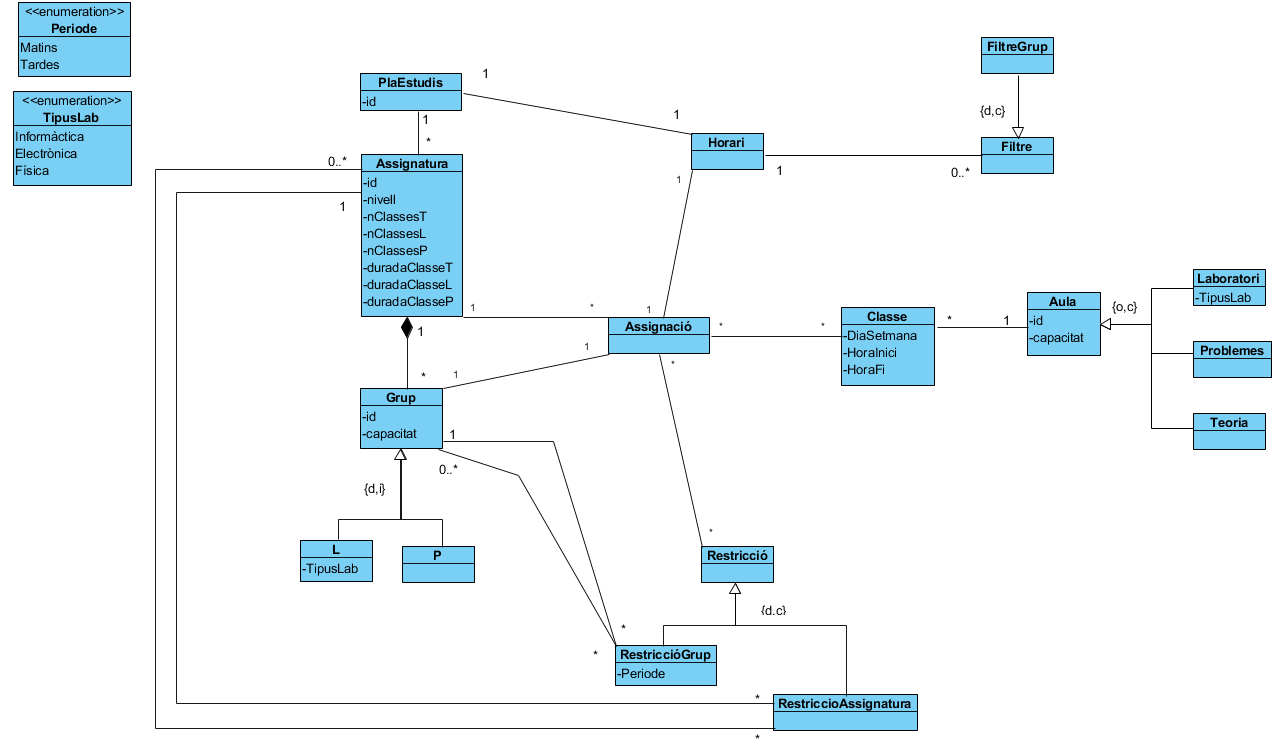 <<enumeration>>
Periode
Matins
Tardes
<<enumeration>>
TipusLab
Informàctica
Electrònica
Física
PlaEstudis
-id
1
1
1
*
Horari
1
0..*
1
FiltreGrup
{d,c}
Filtre
0..*
1
Assignatura
-id
-nivell
-nClassesT
-nClassesL
-nClassesP
-duradaClasseT
-duradaClasseL
-duradaClasseP
1
*
1
Assignació
*
*
1
*
Classe
-DiaSetmana
-HoraInici
-HoraFi
*
1
Aula
-id
-capacitat
{o,c}
Laboratori
-TipusLab
Problemes
Teoria
1
*
1
Grup
-id
-capacitat
1
0..*
{d,i}
L
-TipusLab
P
*
Restricció
{d.c}
*
*
RestriccióGrup
-Periode
*
RestriccioAssignatura
*